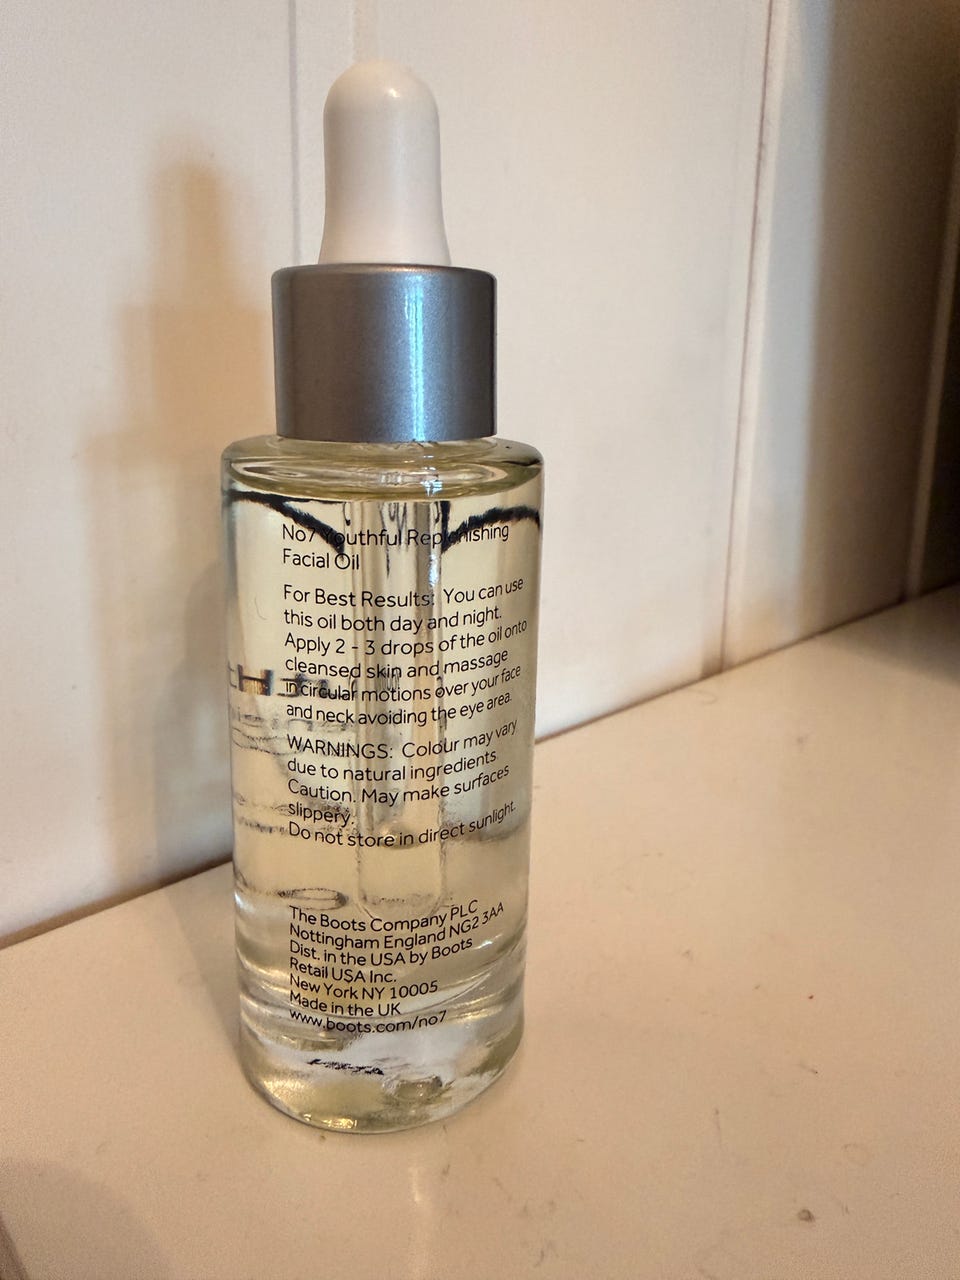 No7 Youthful Replenishing
Facial Oil
For Best Results: You can use
this oil both day and night.
Apply 2 - 3 drops of the oil onto
cleansed skin and massage
in circular motions over your face
and neck avoiding the eye area.
WARNINGS: Colour may vary
due to natural ingredients.
Caution. May make surfaces
slippery.
Do not store in direct sunlight.
The Boots Company PLC
Nottingham England NG2 3AA
Dist. in the USA by Boots
Retail USA Inc.
New York NY 10005
Made in the UK
www.boots.com/no7